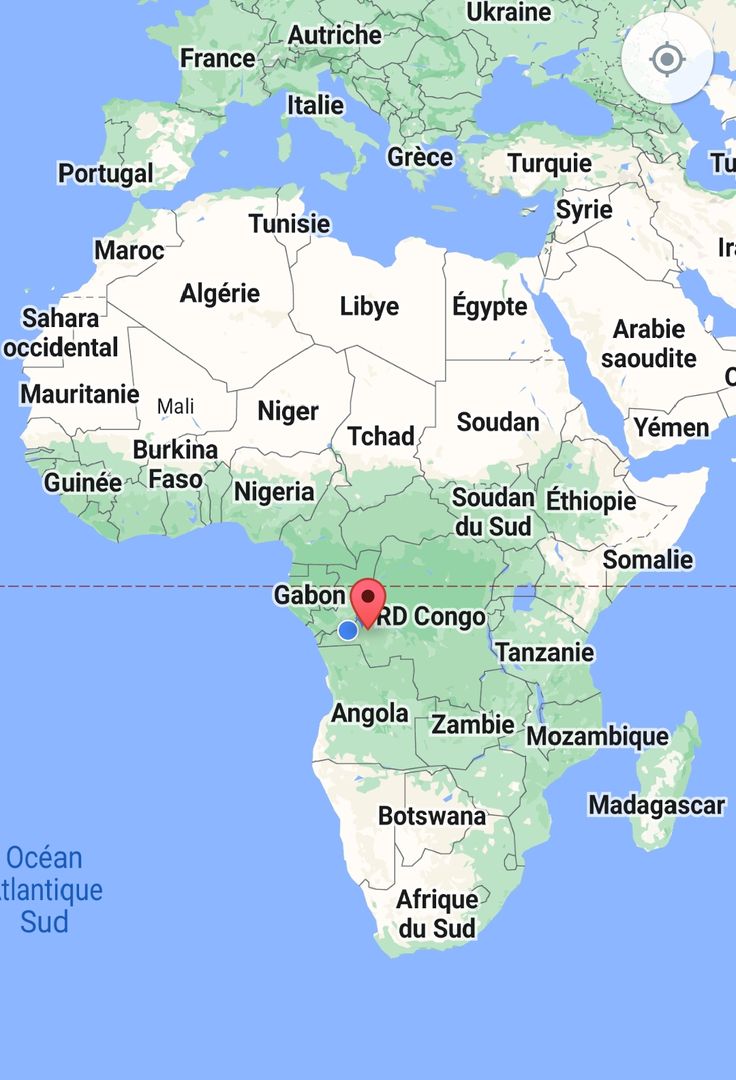 Ukraine
Autriche
France
Italie
Grèce
Turquie
Tu
Portugal
Syrie
Tunisie
Maroc
Ira
Algérie
Libye
Égypte
Sahara
occidental
Arabie
saoudite
Mauritanie
Mali
Niger
Soudan
Yémen
Tchad
Burkina
Faso
Guinée
Nigeria
Soudan
du Sud
Éthiopie
Somalie
Gabon
RD Congo
Tanzanie
Angola
Zambie
Mozambique
Madagascar
Botswana
Océan
tlantique
Sud
Afrique
du Sud